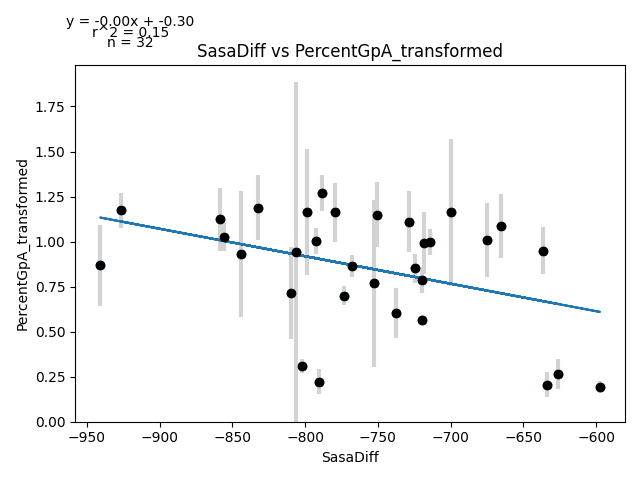 y = -0.00x + -0.30
r^2 = 0.15
n = 32
SasaDiff vs PercentGpA_transformed
PercentGpA_transformed
1.75
1.50
1.25
1.00
0.75
0.50
0.25
0.00
−950
−900
−850
−800
−750
−700
−650
−600
SasaDiff